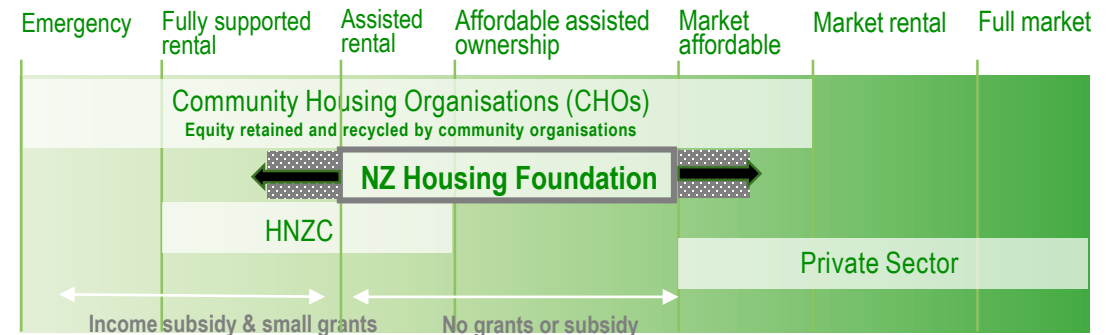 Emergency
Fully supported
rental
Assisted
rental
Affordable assisted
ownership
Market
affordable
Market rental
Full market
Community Housing Organisations (CHOs)
Equity retained and recycled by community organisations
NZ Housing Foundation
HNZC
Private Sector
Income subsidy & small grants
No grants or subsidy